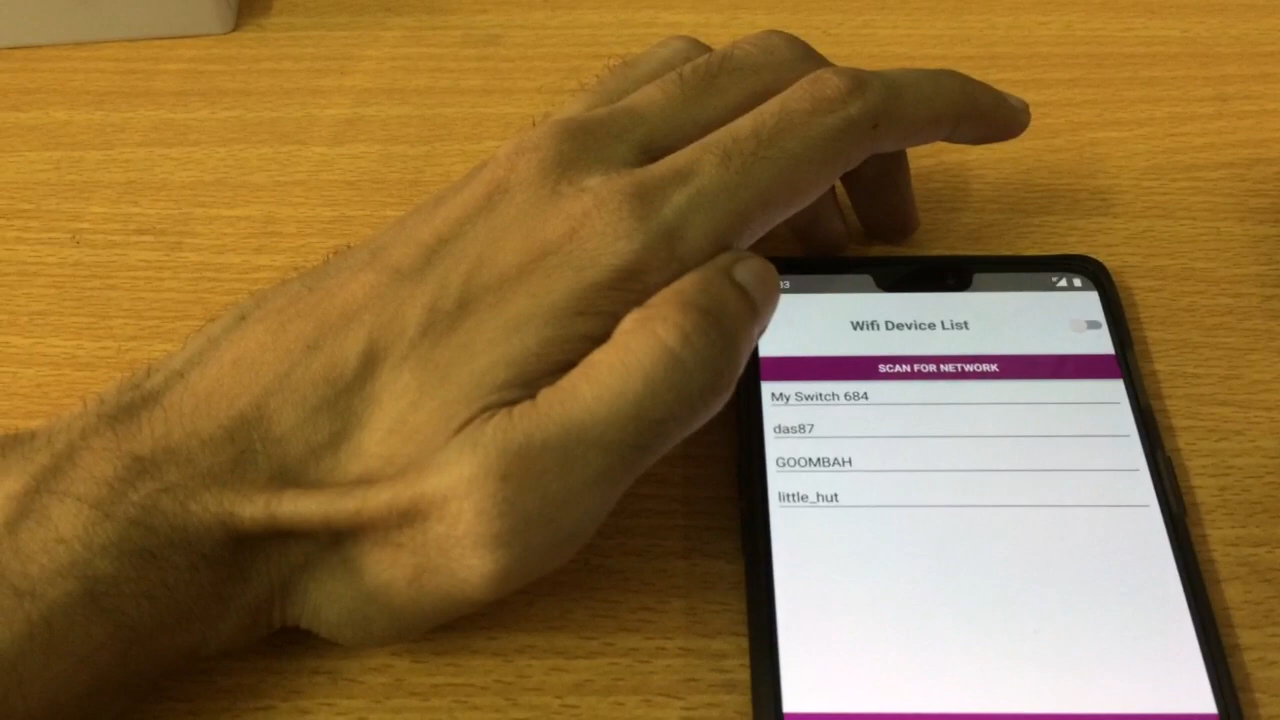 Wifi Device List
SCAN FOR NETWORK
My Switch 684
das87
GOOMBAH
little_hut